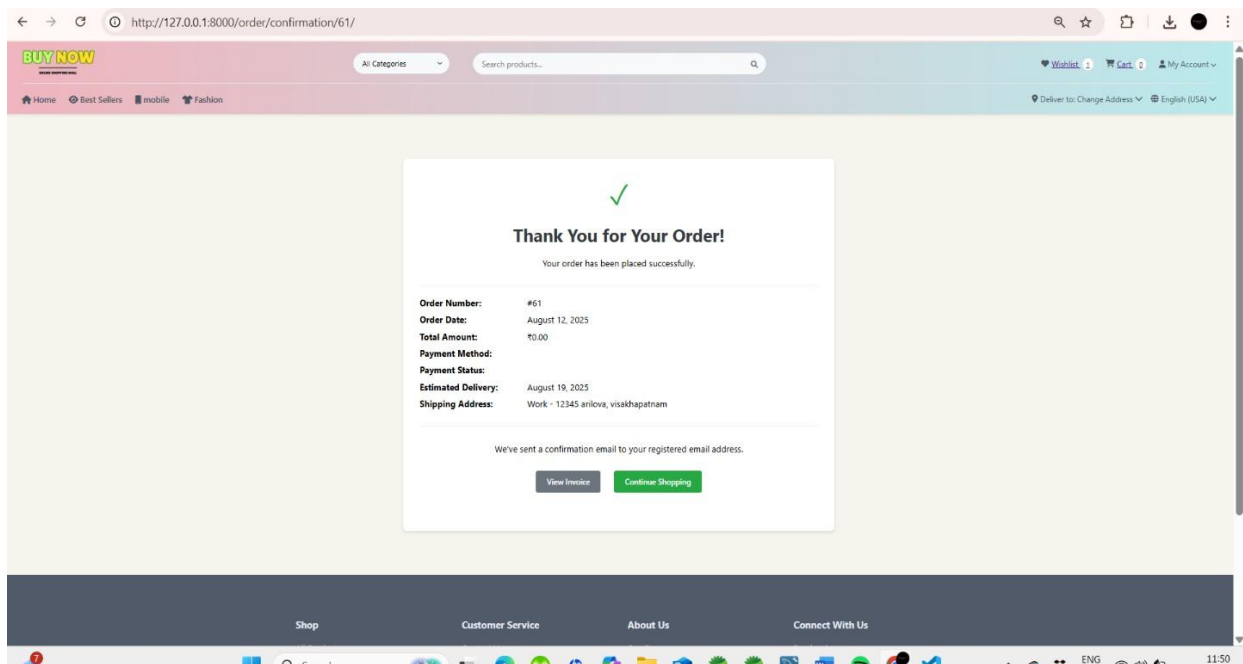 http://127.0.0.1:8000/order/confirmation/61/
BUY NOW
All Categories
Search products...
Wishlist 1 Cart 0 My Account
Home Best Sellers mobile Fashion
Deliver to: Change Address English (USA)
Thank You for Your Order!
Your order has been placed successfully.
Order Number: #61
Order Date: August 12, 2025
Total Amount: ₹0.00
Payment Method:
Payment Status:
Estimated Delivery: August 19, 2025
Shipping Address: Work - 12345 arilova, visakhapatnam
We've sent a confirmation email to your registered email address.
View Invoice Continue Shopping
Shop Customer Service About Us Connect With Us
7
ENG
11:50